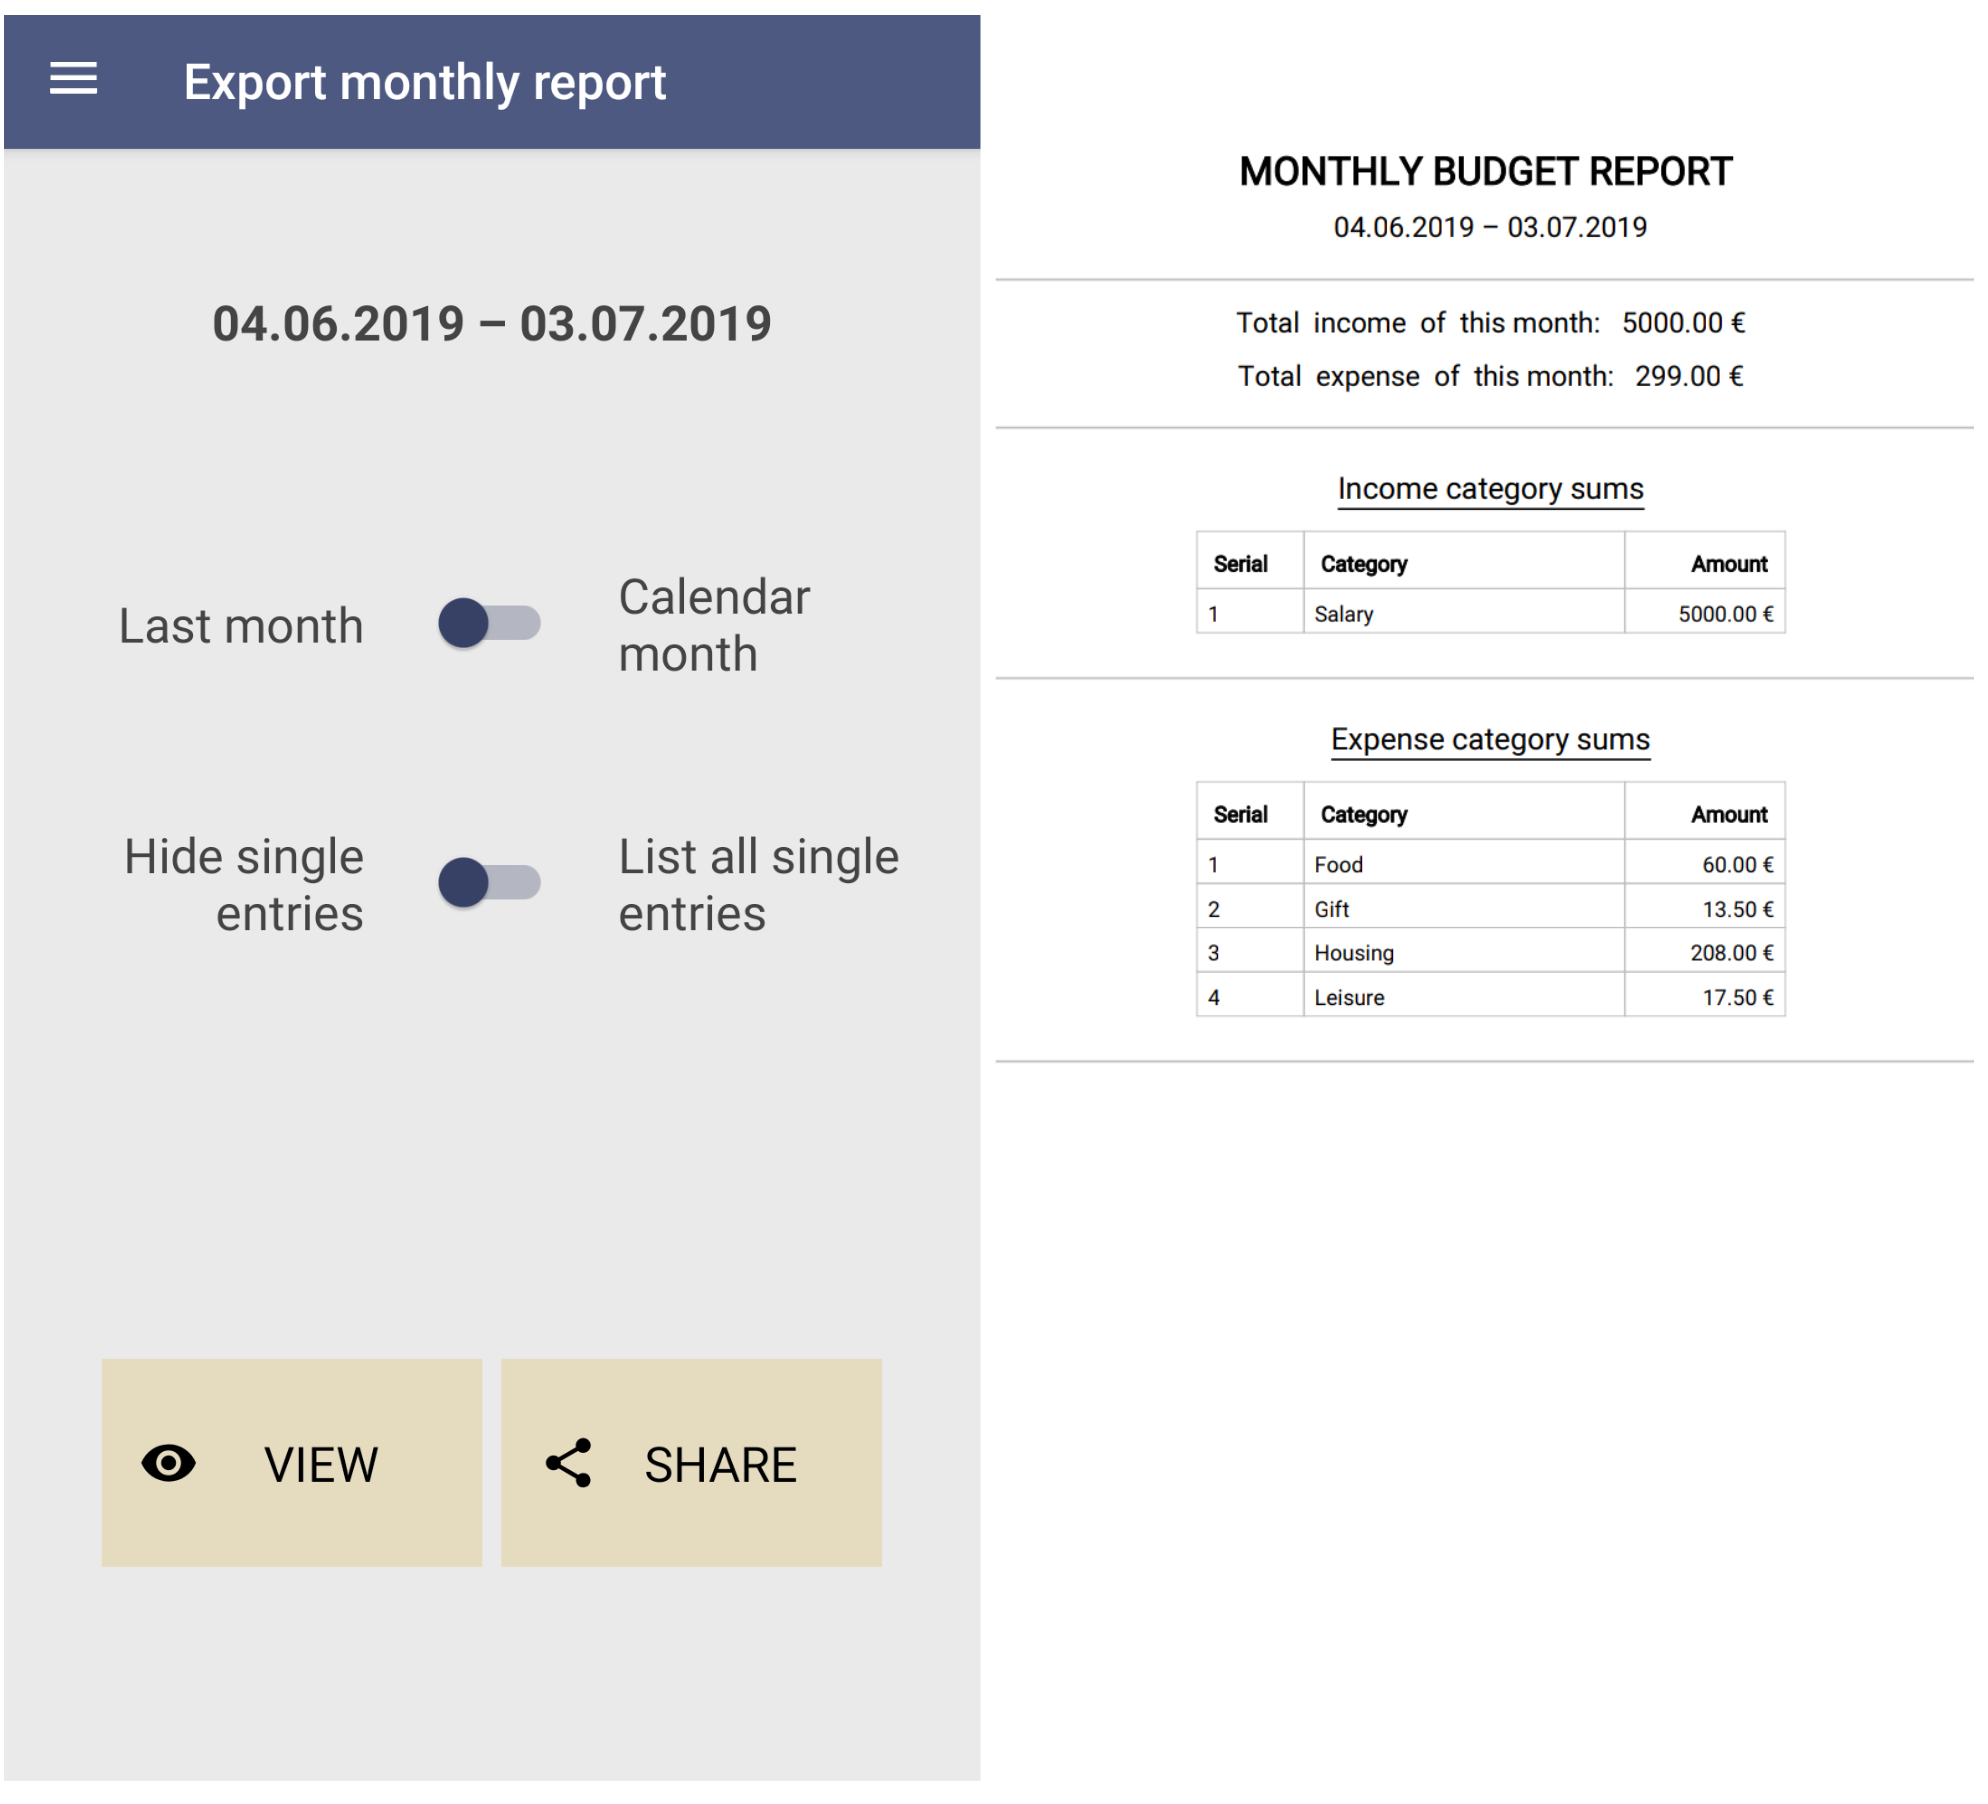 Export monthly report
04.06.2019 – 03.07.2019
Last month
Calendar
month
Hide single
entries
List all single
entries
VIEW
SHARE
MONTHLY BUDGET REPORT
04.06.2019 – 03.07.2019
Total income of this month: 5000.00 €
Total expense of this month: 299.00 €
Income category sums
Serial Category Amount
1 Salary 5000.00 €
Expense category sums
Serial Category Amount
1 Food 60.00 €
2 Gift 13.50 €
3 Housing 208.00 €
4 Leisure 17.50 €